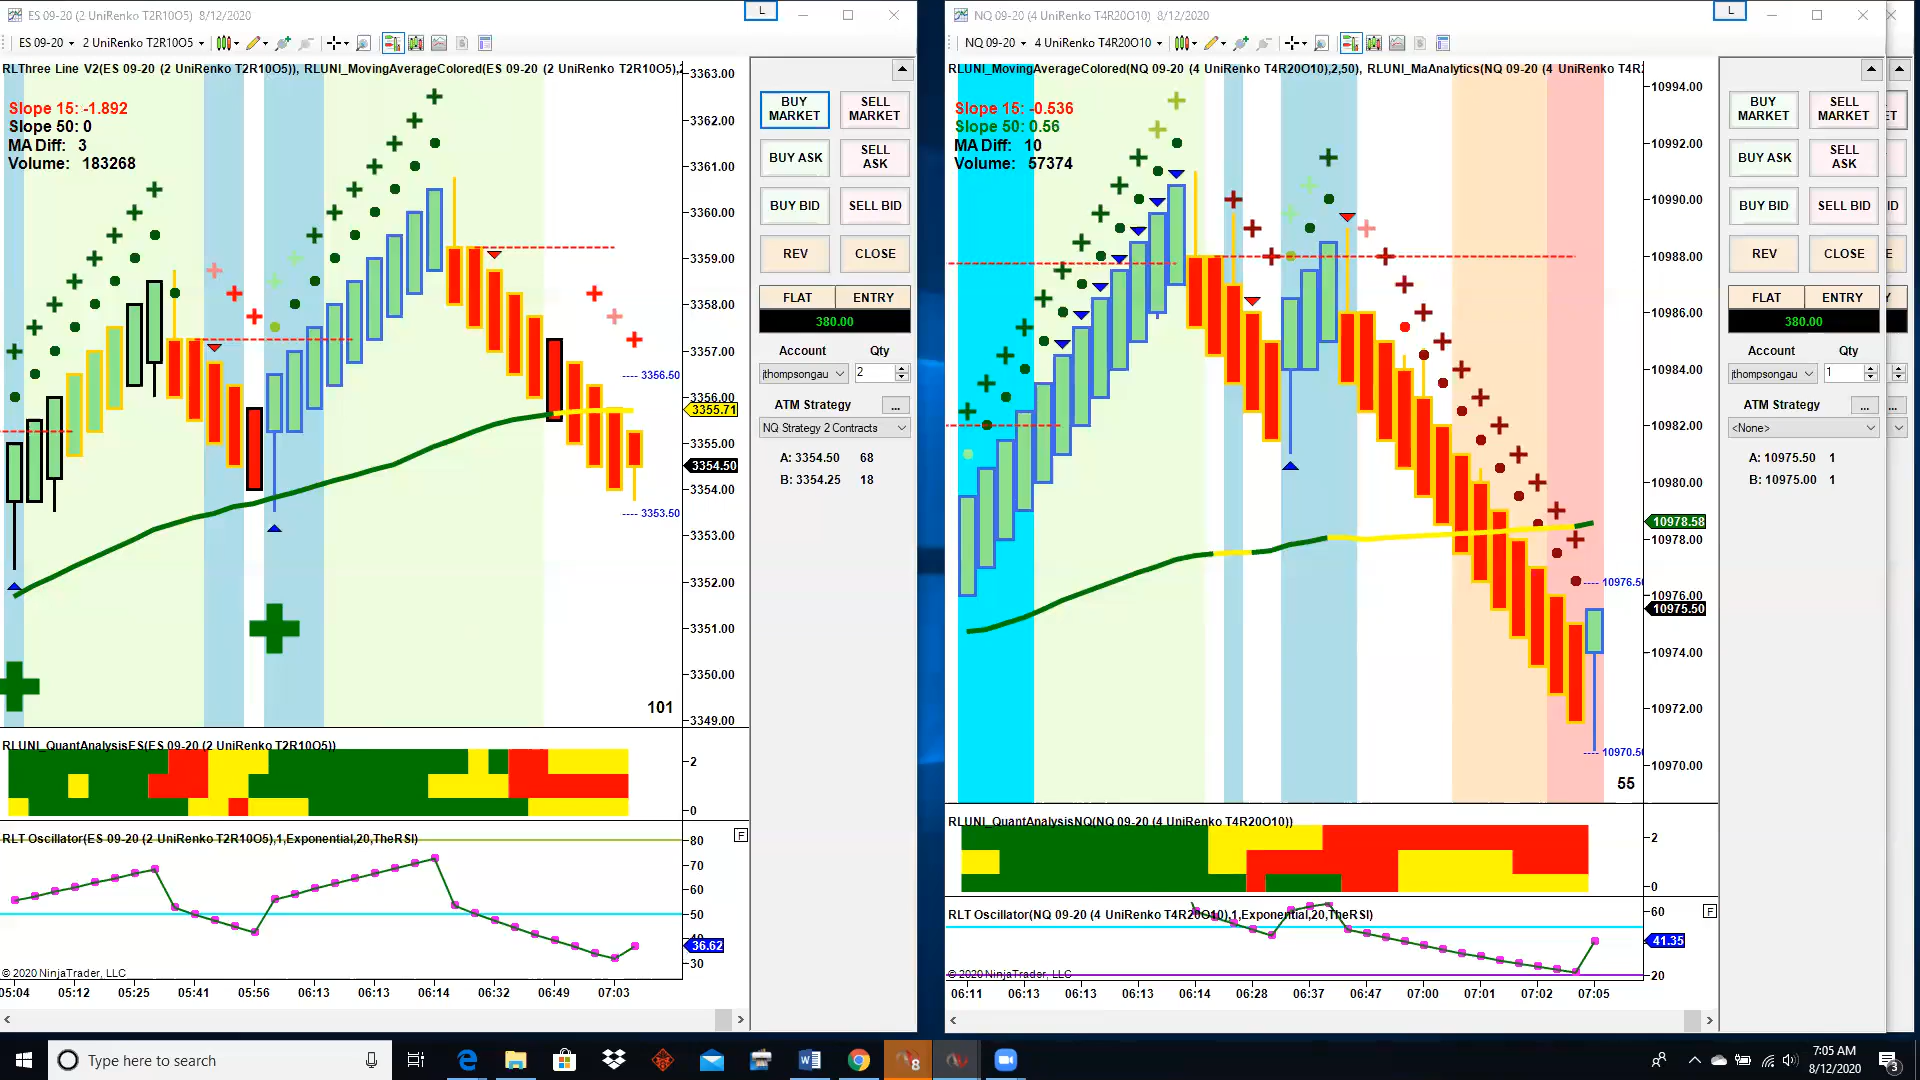 ES 09-20 (2 UniRenko T2R10O5)  8/12/2020
L
ES 09-20
2 UniRenko T2R10O5
RLThree Line V2(ES 09-20 (2 UniRenko T2R10O5)), RLUNI_MovingAverageColored(ES 09-20 (2 UniRenko T2R10O5),2
Slope 15: -1.892
Slope 50: 0
MA Diff: 3
Volume: 183268
3363.00
3362.00
3361.00
3360.00
3359.00
3358.00
3357.00
3356.50
3356.00
3355.71
3355.00
3354.50
3354.00
3353.50
3353.00
3352.00
3351.00
3350.00
3349.00
101
BUY MARKET
SELL MARKET
BUY ASK
SELL ASK
BUY BID
SELL BID
REV
CLOSE
FLAT
ENTRY
380.00
Account
Qty
jthompsongau
2
ATM Strategy
...
NQ Strategy 2 Contracts
A: 3354.50 68
B: 3354.25 18
RLUNI_QuantAnalysisES(ES 09-20 (2 UniRenko T2R10O5))
2
0
RLT Oscillator(ES 09-20 (2 UniRenko T2R10O5),1,Exponential,20,TheRSI)
F
80
70
60
50
40
36.62
30
© 2020 NinjaTrader, LLC
05:04 05:12 05:25 05:41 05:56 06:13 06:13 06:14 06:32 06:49 07:03
NQ 09-20 (4 UniRenko T4R20O10)  8/12/2020
L
NQ 09-20
4 UniRenko T4R20O10
RLUNI_MovingAverageColored(NQ 09-20 (4 UniRenko T4R20O10),2,50), RLUNI_MaAnalytics(NQ 09-20 (4 UniRenko T4R2
Slope 15: -0.536
Slope 50: 0.56
MA Diff: 10
Volume: 57374
10994.00
10992.00
10990.00
10988.00
10986.00
10984.00
10982.00
10980.00
10978.58
10978.00
10976.50
10976.00
10975.50
10974.00
10972.00
10970.50
10970.00
55
BUY MARKET
SELL MARKET
ET
BUY ASK
SELL ASK
BUY BID
SELL BID
ID
REV
CLOSE
E
FLAT
ENTRY
Y
380.00
Account
Qty
jthompsongau
1
ATM Strategy
...
...
<None>
A: 10975.50 1
B: 10975.00 1
RLUNI_QuantAnalysisNQ(NQ 09-20 (4 UniRenko T4R20O10))
2
0
RLT Oscillator(NQ 09-20 (4 UniRenko T4R20O10),1,Exponential,20,TheRSI)
F
60
41.35
20
© 2020 NinjaTrader, LLC
06:11 06:13 06:13 06:13 06:14 06:28 06:37 06:47 07:00 07:01 07:02 07:05
Type here to search
8
7:05 AM
8/12/2020
3